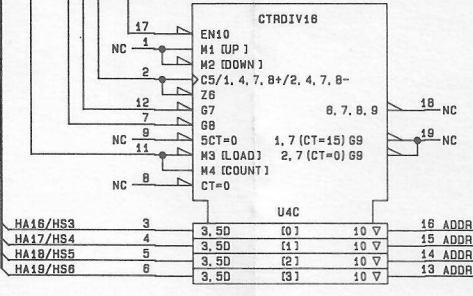 CTRDIV16
17 EN10
NC 1 M1 [UP]
M2 [DOWN]
2 C5/1, 4, 7, 8+/2, 4, 7, 8-
Z6
12 G7 6, 7, 8, 9 18 NC
7 G8
NC 9 5CT=0 1, 7 (CT=15) G9 19 NC
11 M3 [LOAD] 2, 7 (CT=0) G9
M4 [COUNT]
NC 8 CT=0
U4C
HA16/HS3 3 3, 5D [0] 10 ▽ 16 ADDR
HA17/HS4 4 [1] 10 ▽ 15 ADDR
HA18/HS5 5 3, 5D [2] 10 ▽ 14 ADDR
HA19/HS6 6 3, 5D [3] 10 ▽ 13 ADDR